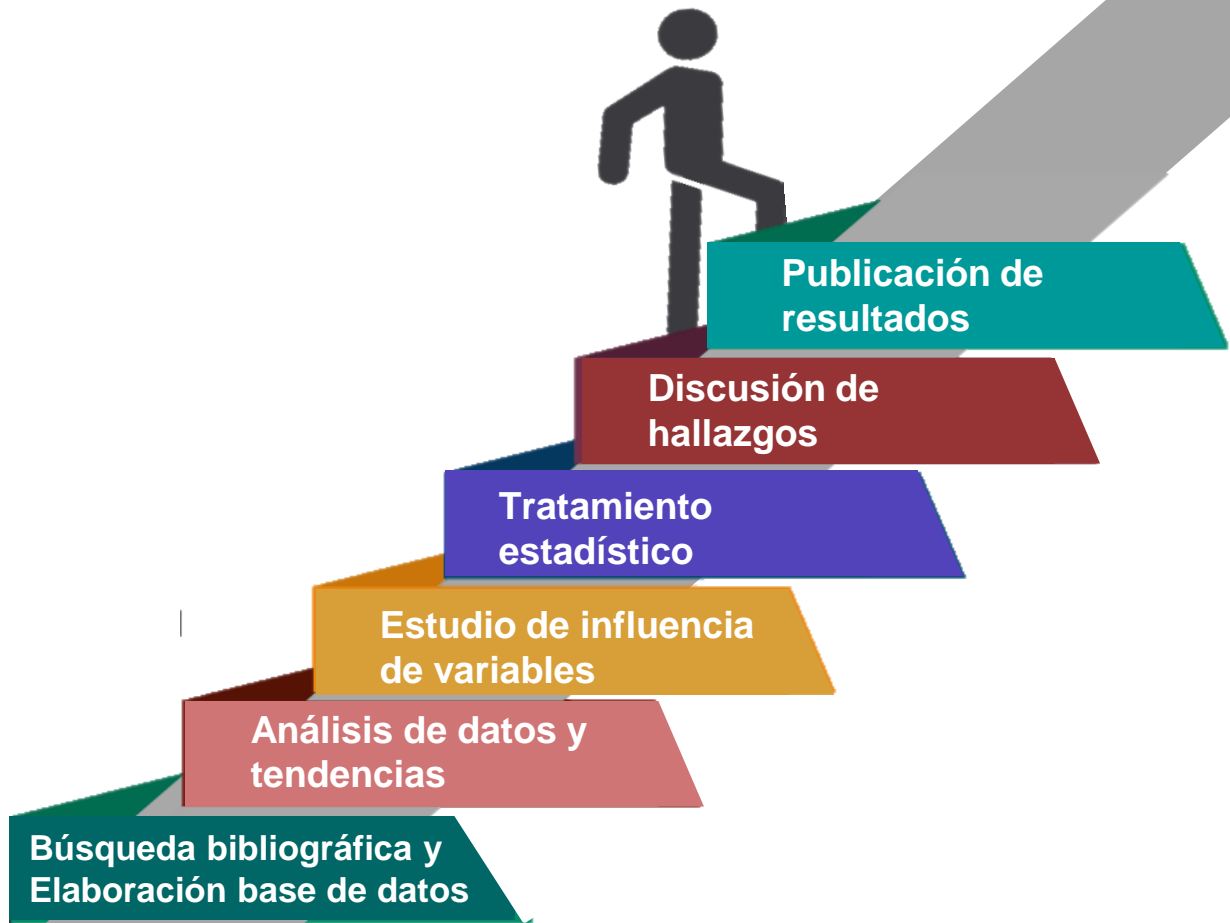 Publicación de
resultados
Discusión de
hallazgos
Tratamiento
estadístico
Estudio de influencia
de variables
Análisis de datos y
tendencias
Búsqueda bibliográfica y
Elaboración base de datos